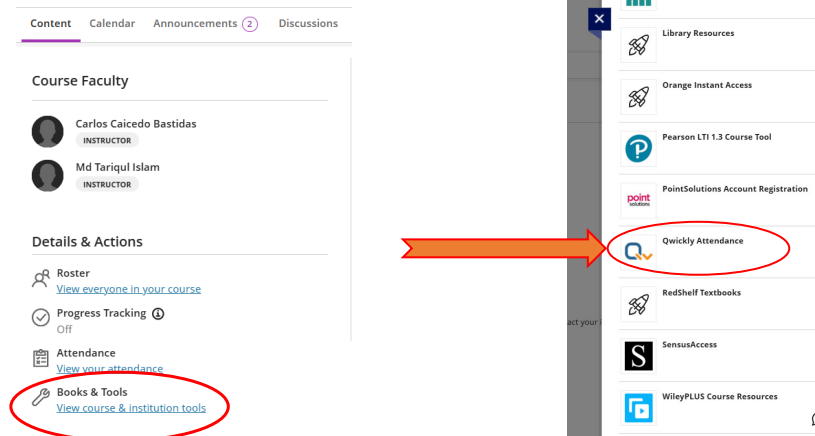 Content Calendar Announcements 2 Discussions
Course Faculty
Carlos Caicedo Bastidas
INSTRUCTOR
Md Tariqul Islam
INSTRUCTOR
Details & Actions
Roster
View everyone in your course
Progress Tracking
Off
Attendance
View your attendance
Books & Tools
View course & institution tools
Library Resources
Orange Instant Access
Pearson LTI 1.3 Course Tool
point
solutions
PointSolutions Account Registration
Qwickly Attendance
RedShelf Textbooks
act your
S
SensusAccess
WileyPLUS Course Resources